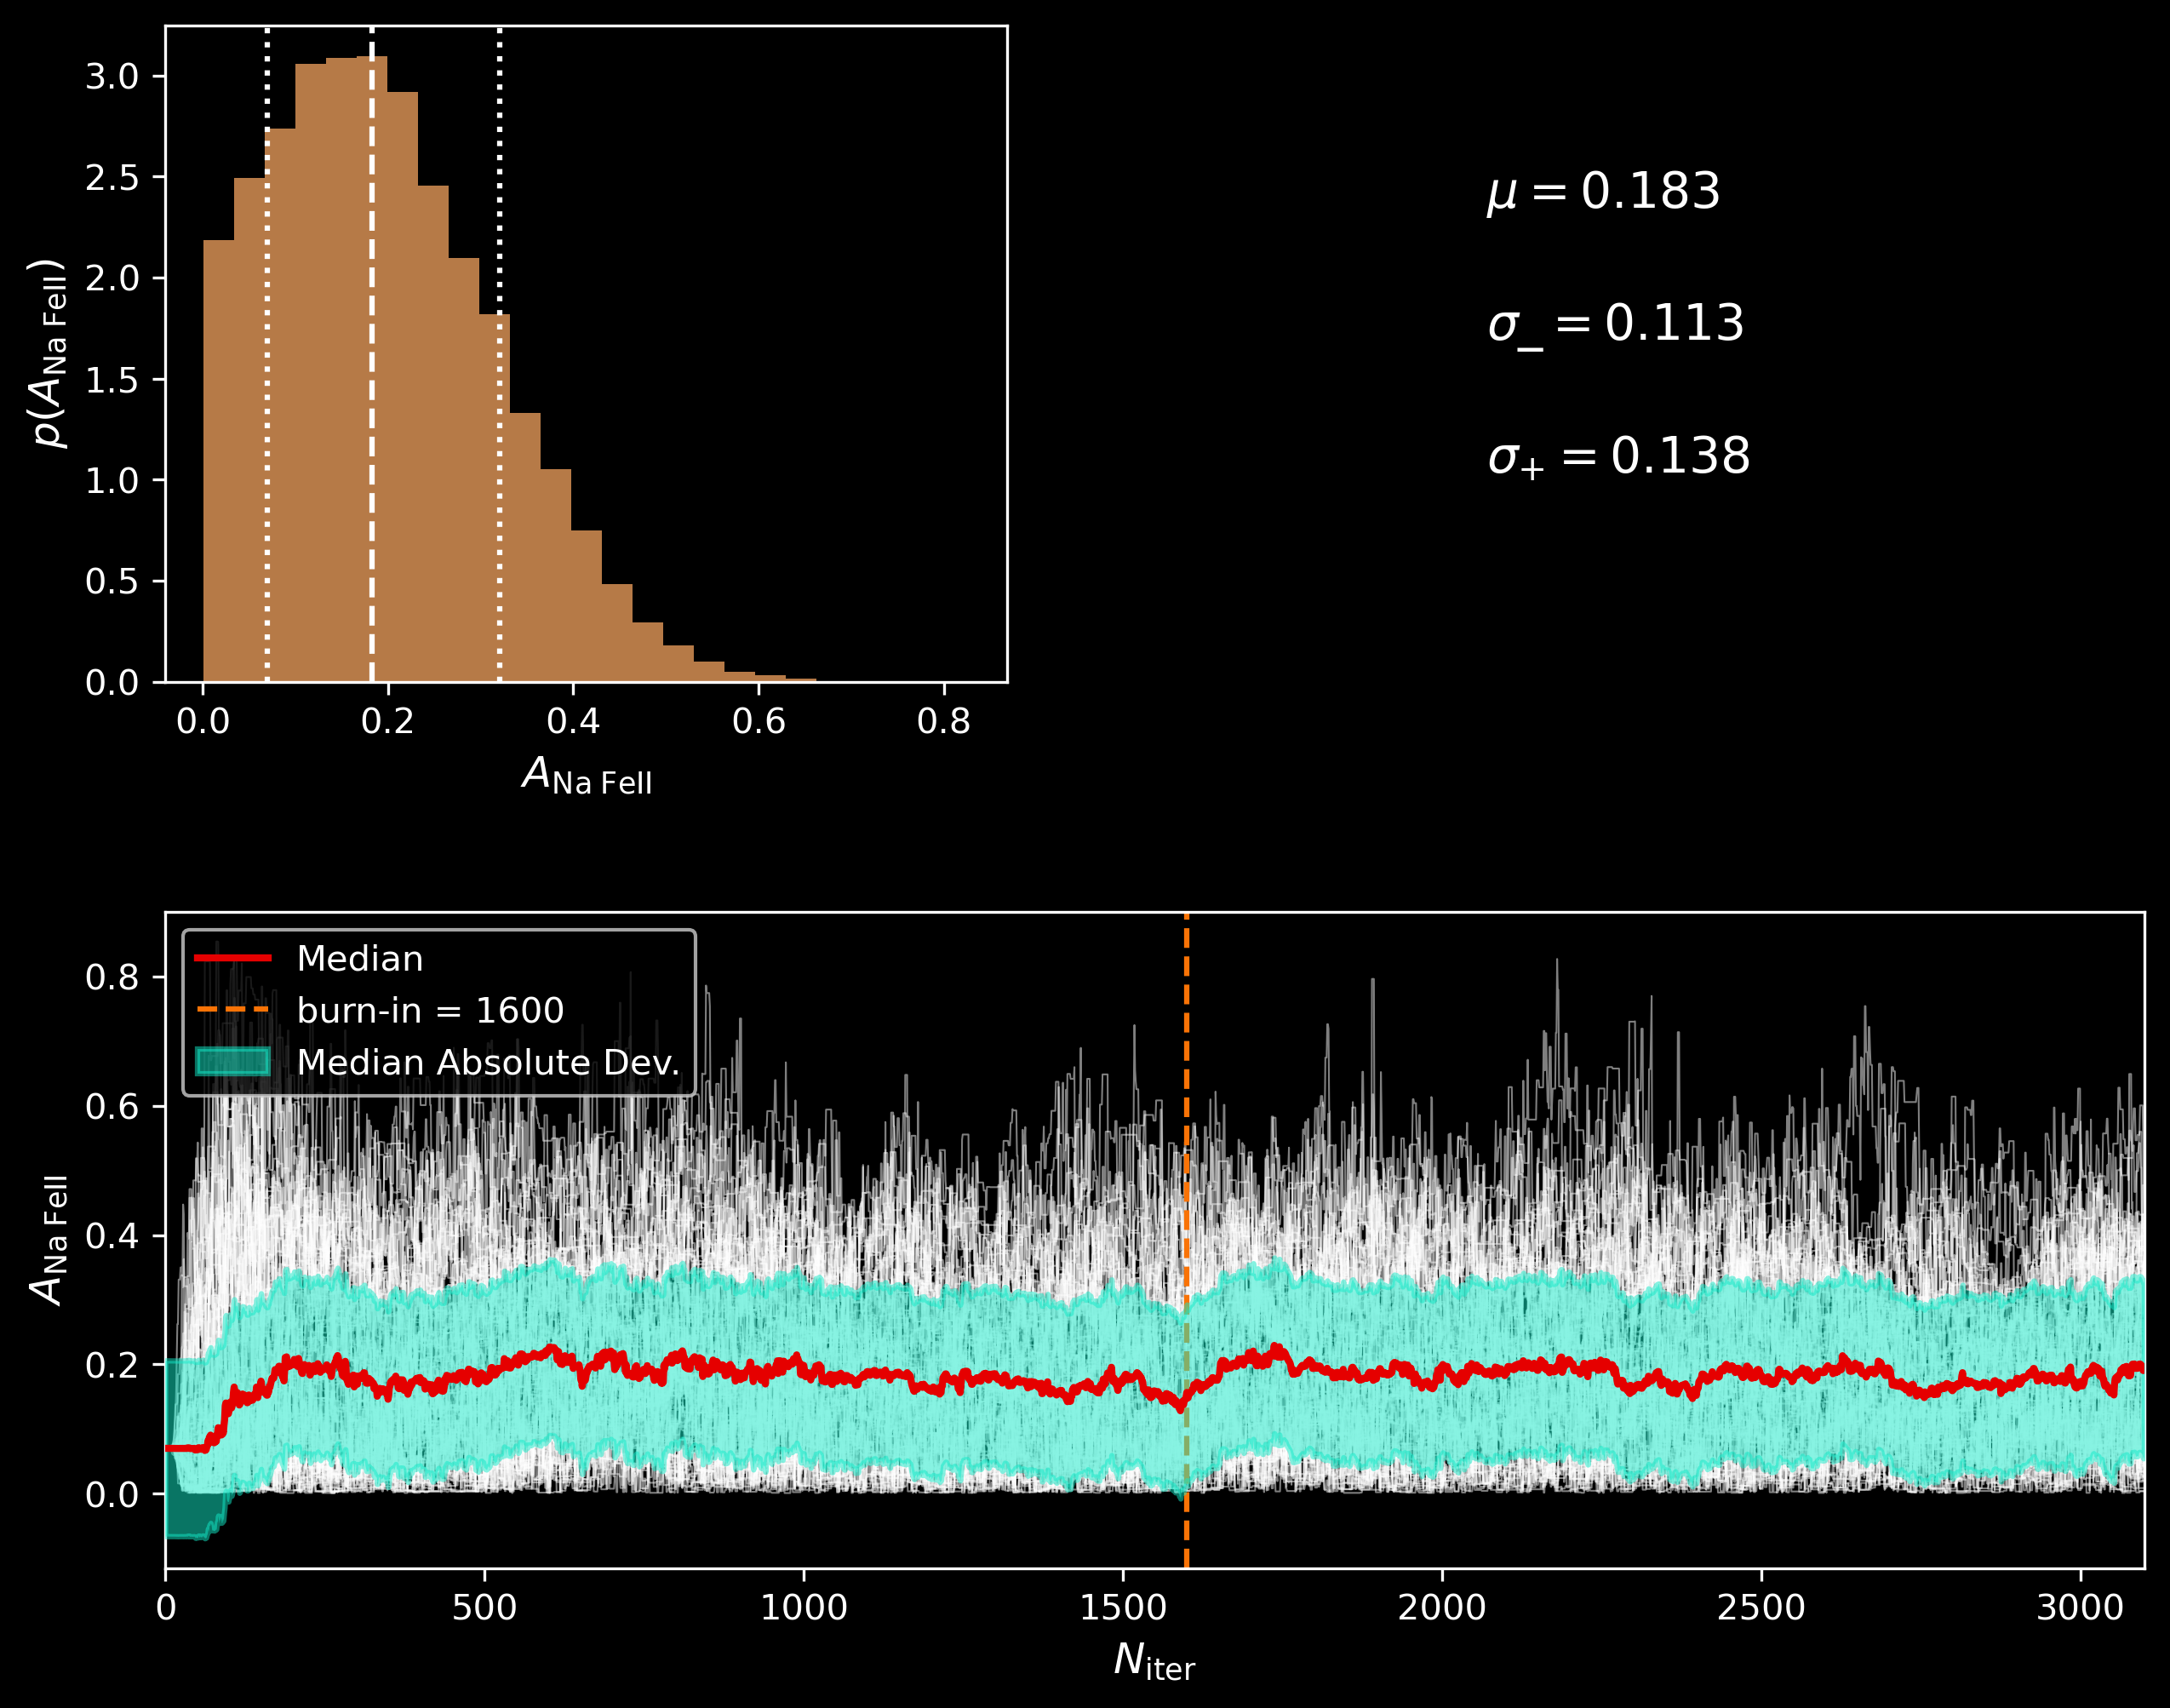 3.0
2.5
2.0
1.5
1.0
0.5
0.0
p(A_Na FeII)
0.0 0.2 0.4 0.6 0.8
A_Na FeII
μ = 0.183
σ_− = 0.113
σ_+ = 0.138
Median
burn-in = 1600
Median Absolute Dev.
0.8
0.6
0.4
0.2
0.0
A_Na FeII
0 500 1000 1500 2000 2500 3000
N_iter